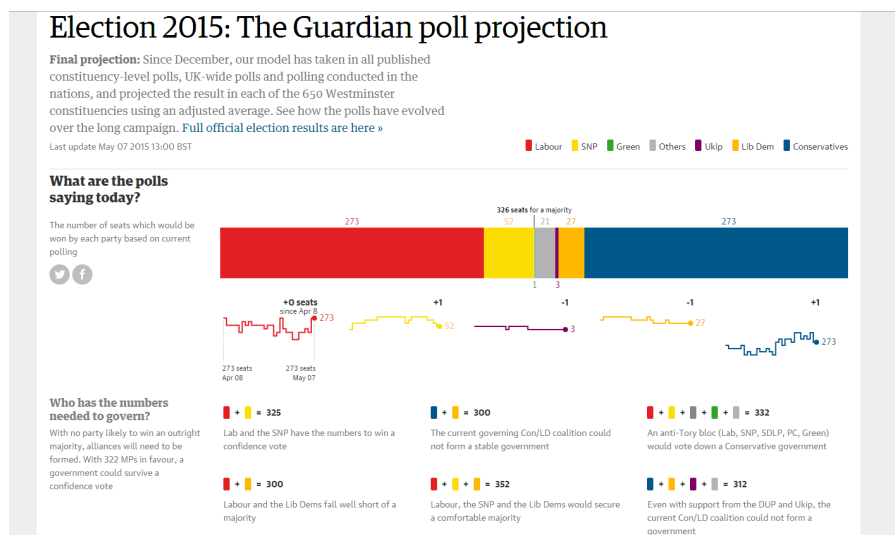 Election 2015: The Guardian poll projection
Final projection: Since December, our model has taken in all published
constituency-level polls, UK-wide polls and polling conducted in the
nations, and projected the result in each of the 650 Westminster
constituencies using an adjusted average. See how the polls have evolved
over the long campaign. Full official election results are here »
Last update May 07 2015 13:00 BST
Labour SNP Green Others Ukip Lib Dem Conservatives
What are the polls
saying today?
The number of seats which would be
won by each party based on current
polling
326 seats for a majority
273 52 21 27 273
1 3
+0 seats +1 -1 -1 +1
since Apr 8
273 52 3 27 273
273 seats 273 seats
Apr 08 May 07
Who has the numbers
needed to govern?
With no party likely to win an outright
majority, alliances will need to be
formed. With 322 MPs in favour, a
government could survive a
confidence vote
+ = 325
Lab and the SNP have the numbers to win a
confidence vote
+ = 300
The current governing Con/LD coalition could
not form a stable government
+ + + + = 332
An anti-Tory bloc (Lab, SNP, SDLP, PC, Green)
would vote down a Conservative government
+ = 300
Labour and the Lib Dems fall well short of a
majority
+ + = 352
Labour, the SNP and the Lib Dems would secure
a comfortable majority
+ + + = 312
Even with support from the DUP and Ukip, the
current Con/LD coalition could not form a
government